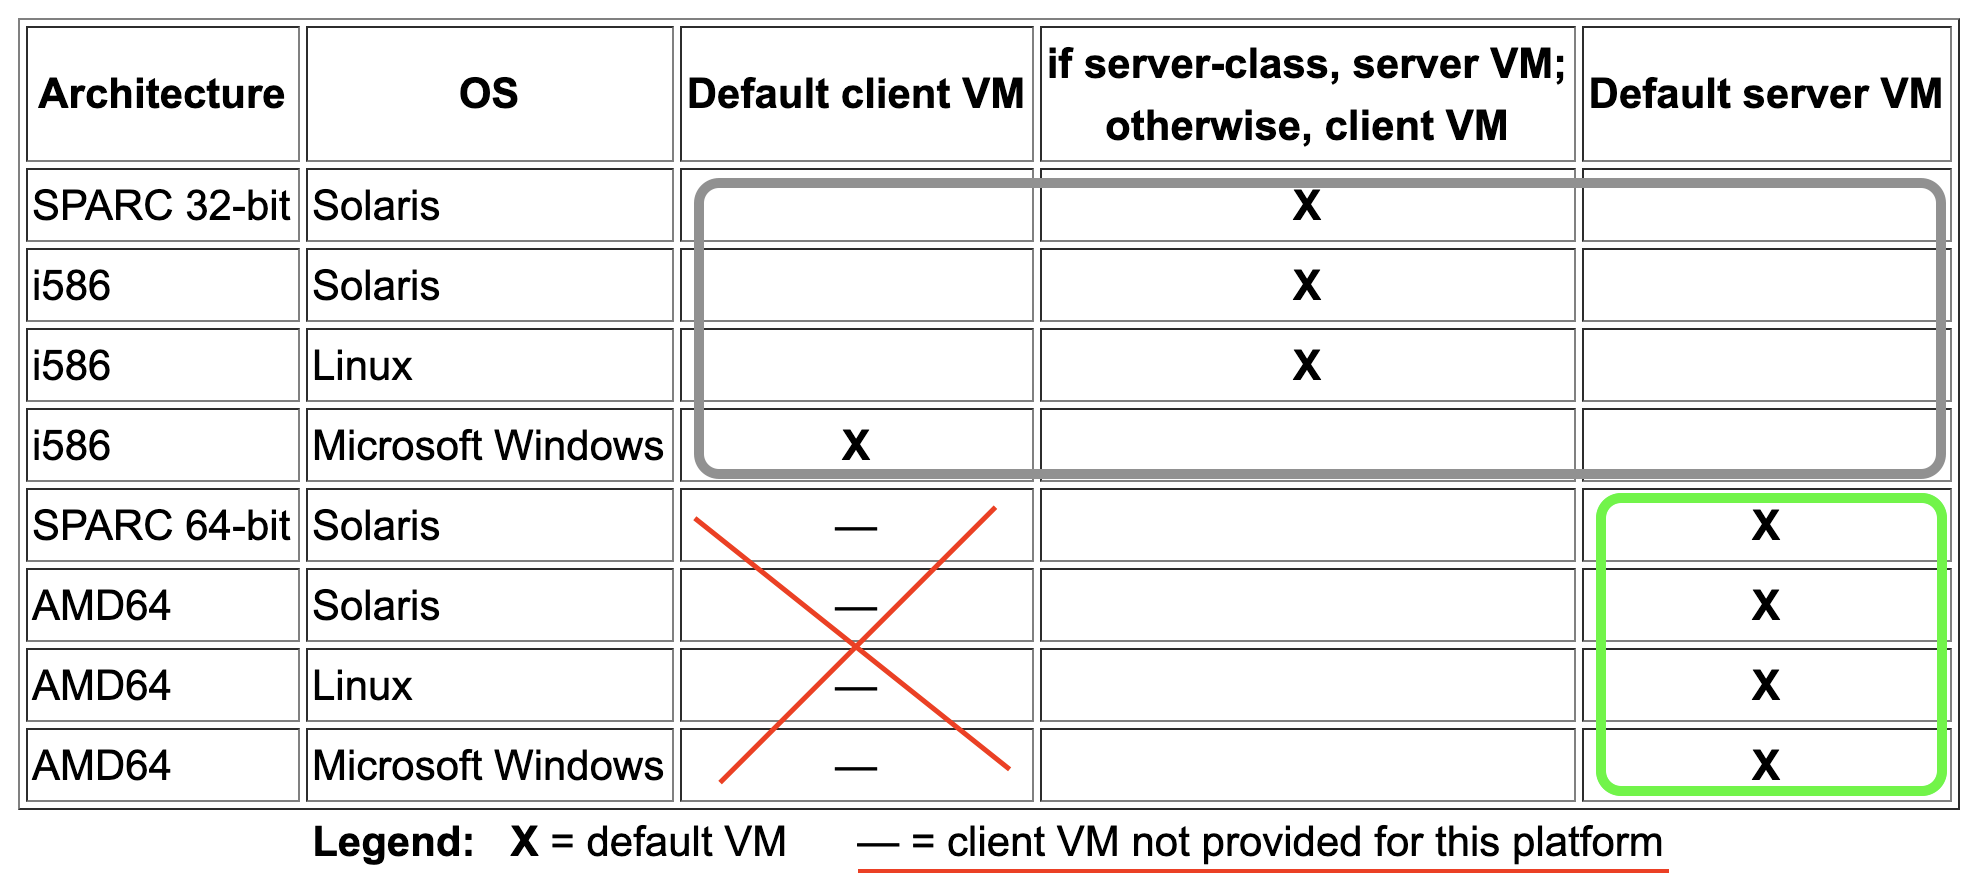 Architecture OS Default client VM if server-class, server VM; otherwise, client VM Default server VM
SPARC 32-bit Solaris X
i586 Solaris X
i586 Linux X
i586 Microsoft Windows X
SPARC 64-bit Solaris — X
AMD64 Solaris — X
AMD64 Linux — X
AMD64 Microsoft Windows — X
Legend: X = default VM — = client VM not provided for this platform